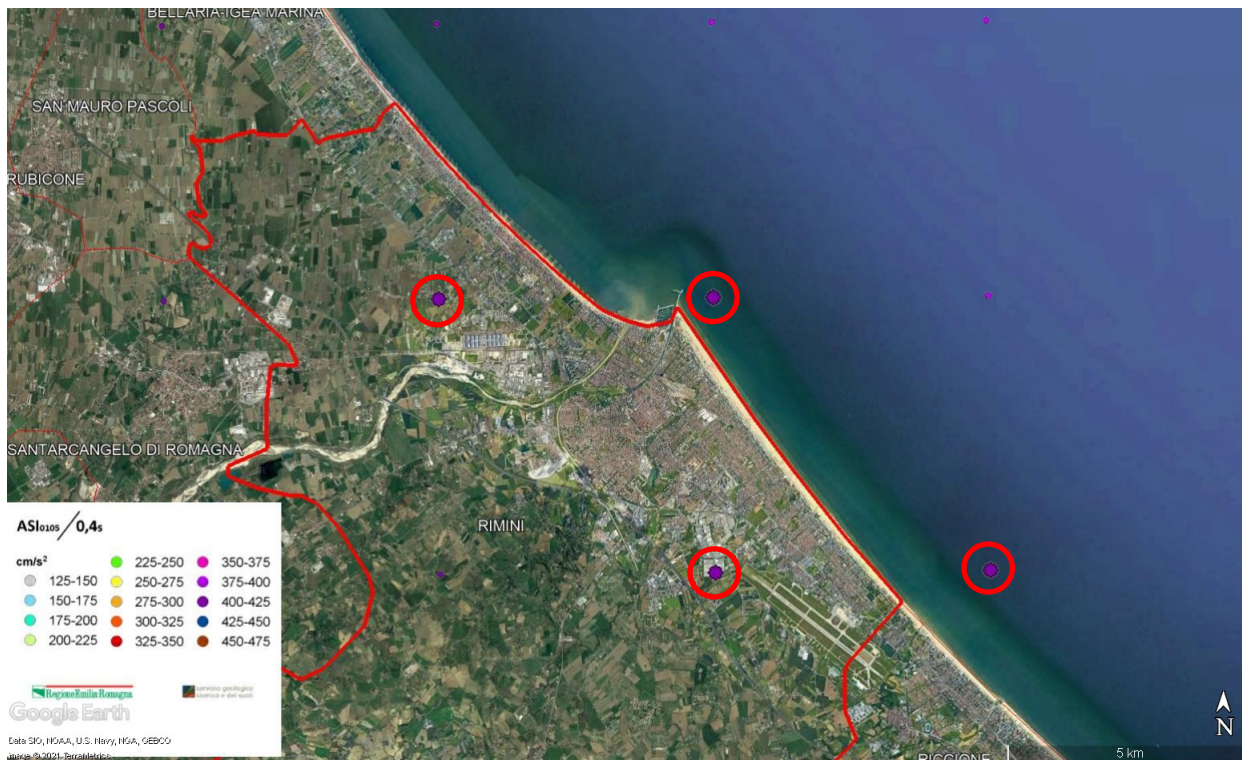 BELLARIA-IGEA MARINA
SAN MAURO PASCOLI
RUBICONE
SANTARCANGELO DI ROMAGNA
RIMINI
RICCIONE
ASI0105/0,4s
cm/s²
125-150
150-175
175-200
200-225
225-250
250-275
275-300
300-325
325-350
350-375
375-400
400-425
425-450
450-475
RegioneEmiliaRomagna
servizio geologico
sismico e dei suoli
Google Earth
Data SIO, NOAA, U.S. Navy, NGA, GEBCO
Image © 2021 TerraMetrics
N
5 km